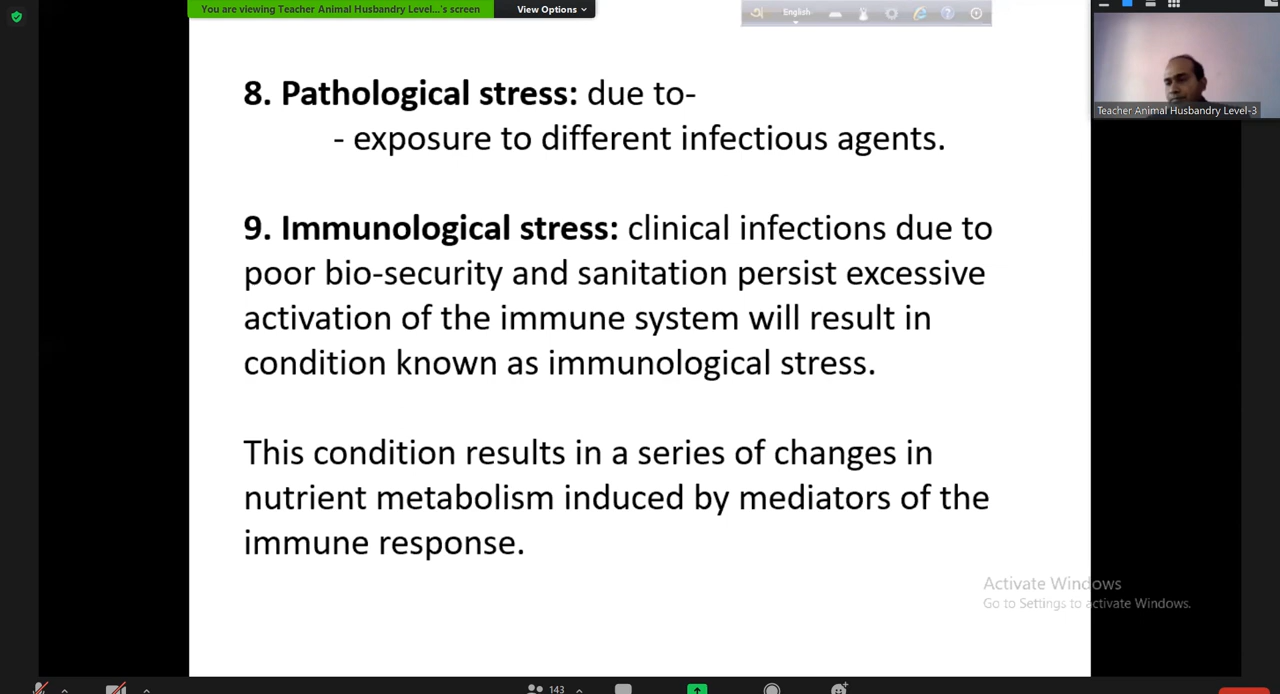 You are viewing Teacher Animal Husbandry Level...'s screen
View Options
English
Teacher Animal Husbandry Level-3
8. Pathological stress: due to-
- exposure to different infectious agents.
9. Immunological stress: clinical infections due to
poor bio-security and sanitation persist excessive
activation of the immune system will result in
condition known as immunological stress.
This condition results in a series of changes in
nutrient metabolism induced by mediators of the
immune response.
Activate Windows
Go to Settings to activate Windows.
143